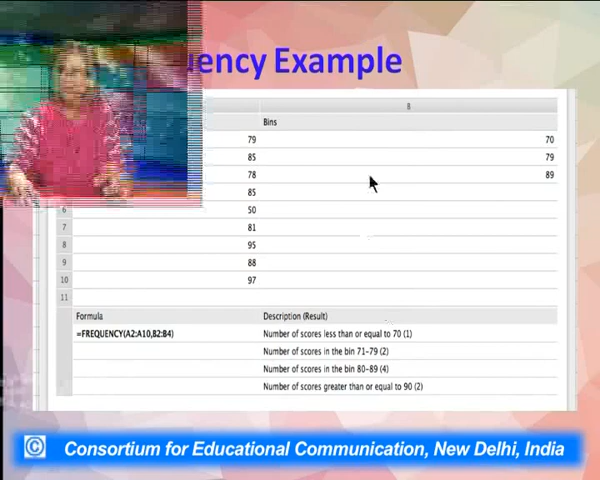 uency Example
B
Bins
79 70
85 79
78 89
85
6 50
7 81
8 95
9 88
10 97
11
Formula Description (Result)
=FREQUENCY(A2:A10,B2:B4) Number of scores less than or equal to 70 (1)
Number of scores in the bin 71-79 (2)
Number of scores in the bin 80-89 (4)
Number of scores greater than or equal to 90 (2)
© Consortium for Educational Communication, New Delhi, India